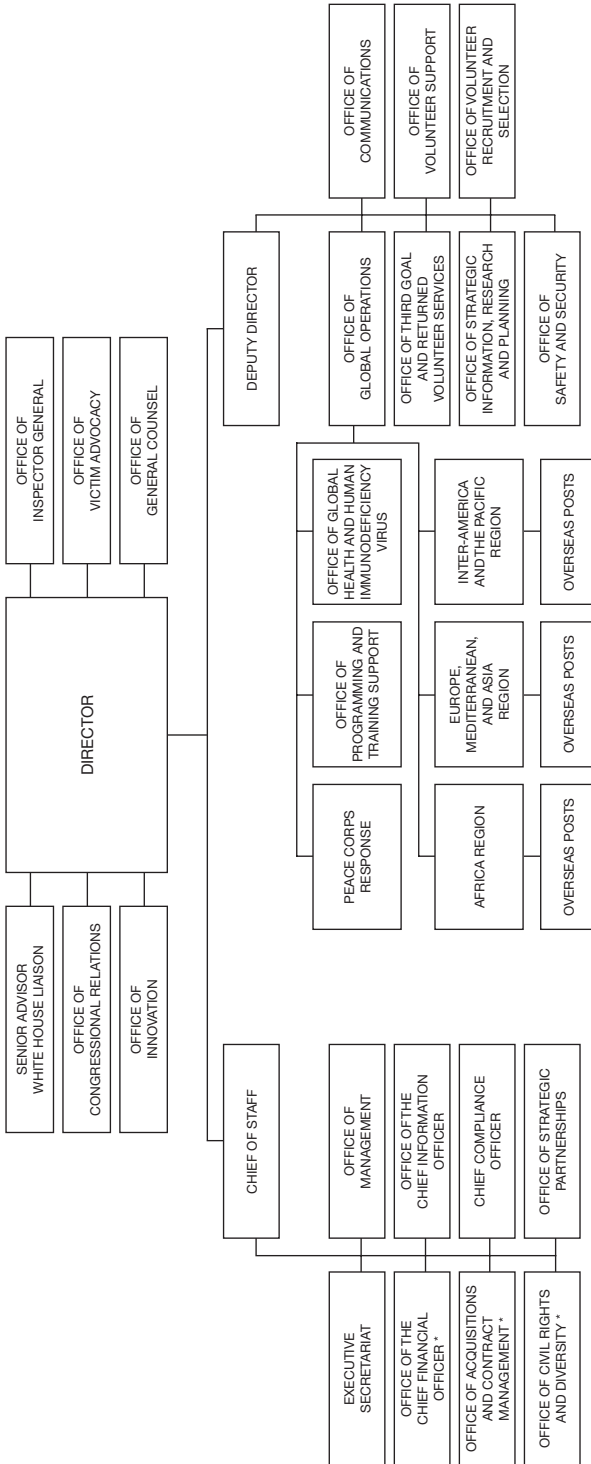 DIRECTOR
SENIOR ADVISOR
WHITE HOUSE LIAISON
OFFICE OF
CONGRESSIONAL RELATIONS
OFFICE OF
INNOVATION
OFFICE OF
INSPECTOR GENERAL
OFFICE OF
VICTIM ADVOCACY
OFFICE OF
GENERAL COUNSEL
CHIEF OF STAFF
EXECUTIVE
SECRETARIAT
OFFICE OF
MANAGEMENT
OFFICE OF THE
CHIEF FINANCIAL
OFFICER *
OFFICE OF THE
CHIEF INFORMATION
OFFICER
OFFICE OF ACQUISITIONS
AND CONTRACT
MANAGEMENT *
CHIEF COMPLIANCE
OFFICER
OFFICE OF CIVIL RIGHTS
AND DIVERSITY *
OFFICE OF STRATEGIC
PARTNERSHIPS
DEPUTY DIRECTOR
OFFICE OF
GLOBAL OPERATIONS
OFFICE OF
COMMUNICATIONS
OFFICE OF THIRD GOAL
AND RETURNED
VOLUNTEER SERVICES
OFFICE OF
VOLUNTEER SUPPORT
OFFICE OF STRATEGIC
INFORMATION, RESEARCH
AND PLANNING
OFFICE OF VOLUNTEER
RECRUITMENT AND
SELECTION
OFFICE OF
SAFETY AND SECURITY
PEACE CORPS
RESPONSE
OFFICE OF
PROGRAMMING AND
TRAINING SUPPORT
OFFICE OF GLOBAL
HEALTH AND HUMAN
IMMUNODEFICIENCY
VIRUS
AFRICA REGION
EUROPE,
MEDITERRANEAN,
AND ASIA
REGION
INTER-AMERICA
AND THE PACIFIC
REGION
OVERSEAS POSTS
OVERSEAS POSTS
OVERSEAS POSTS